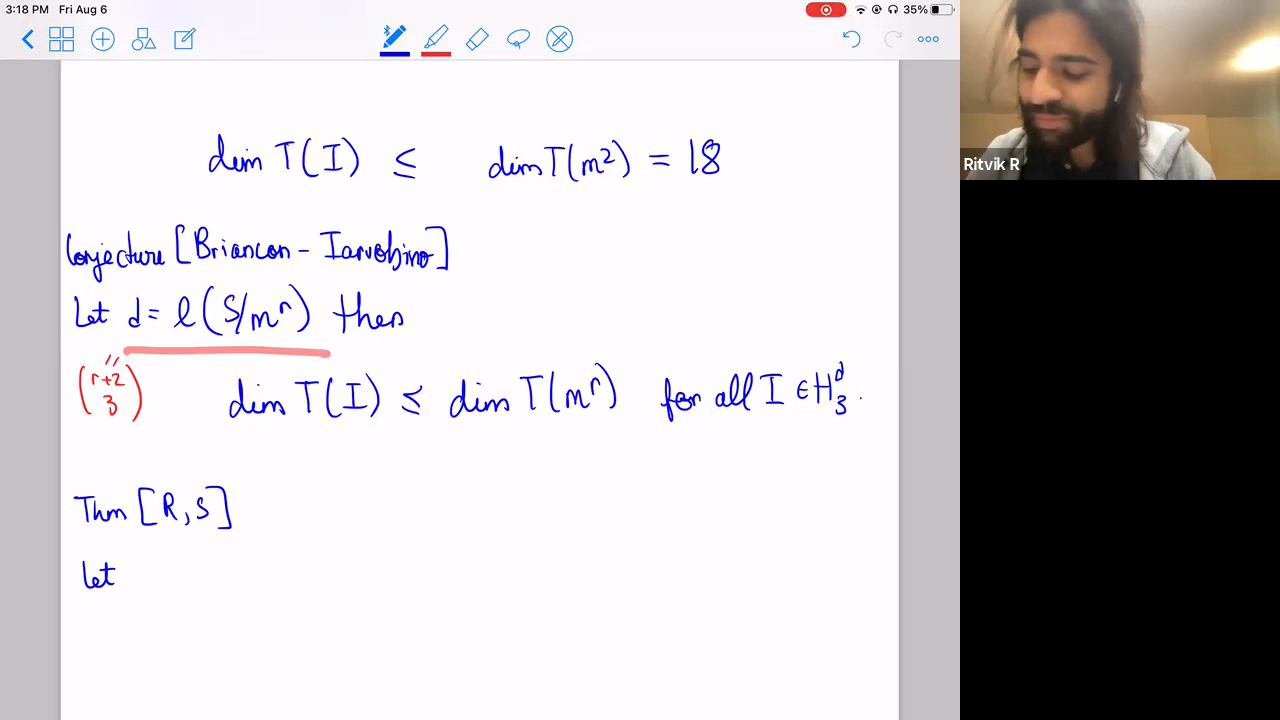 3:18 PM Fri Aug 6
35%
Ritvik R
dim T(I) ≤ dim T(m²) = 18
Conjecture [Briancon - Iarrobino]
Let d = l(S/mʳ) then
(r+2 3)
dim T(I) ≤ dim T(mʳ) for all I ∈ H₃ᵈ.
Thm [R, S]
Let